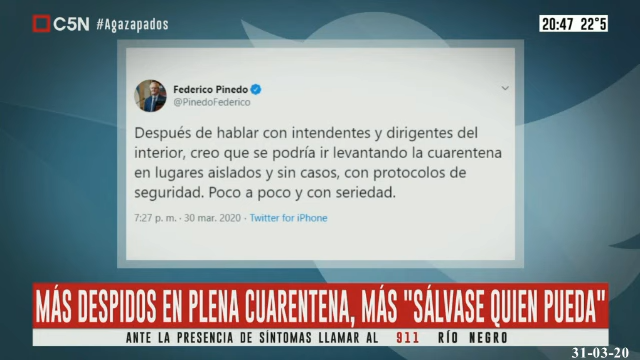 C5N #Agazapados
20:47 22°5
Federico Pinedo
@PinedoFederico
Después de hablar con intendentes y dirigentes del
interior, creo que se podría ir levantando la cuarentena
en lugares aislados y sin casos, con protocolos de
seguridad. Poco a poco y con seriedad.
7:27 p. m. · 30 mar. 2020 · Twitter for iPhone
MÁS DESPIDOS EN PLENA CUARENTENA, MÁS "SÁLVASE QUIEN PUEDA"
ANTE LA PRESENCIA DE SÍNTOMAS LLAMAR AL 911 RÍO NEGRO
31-03-20